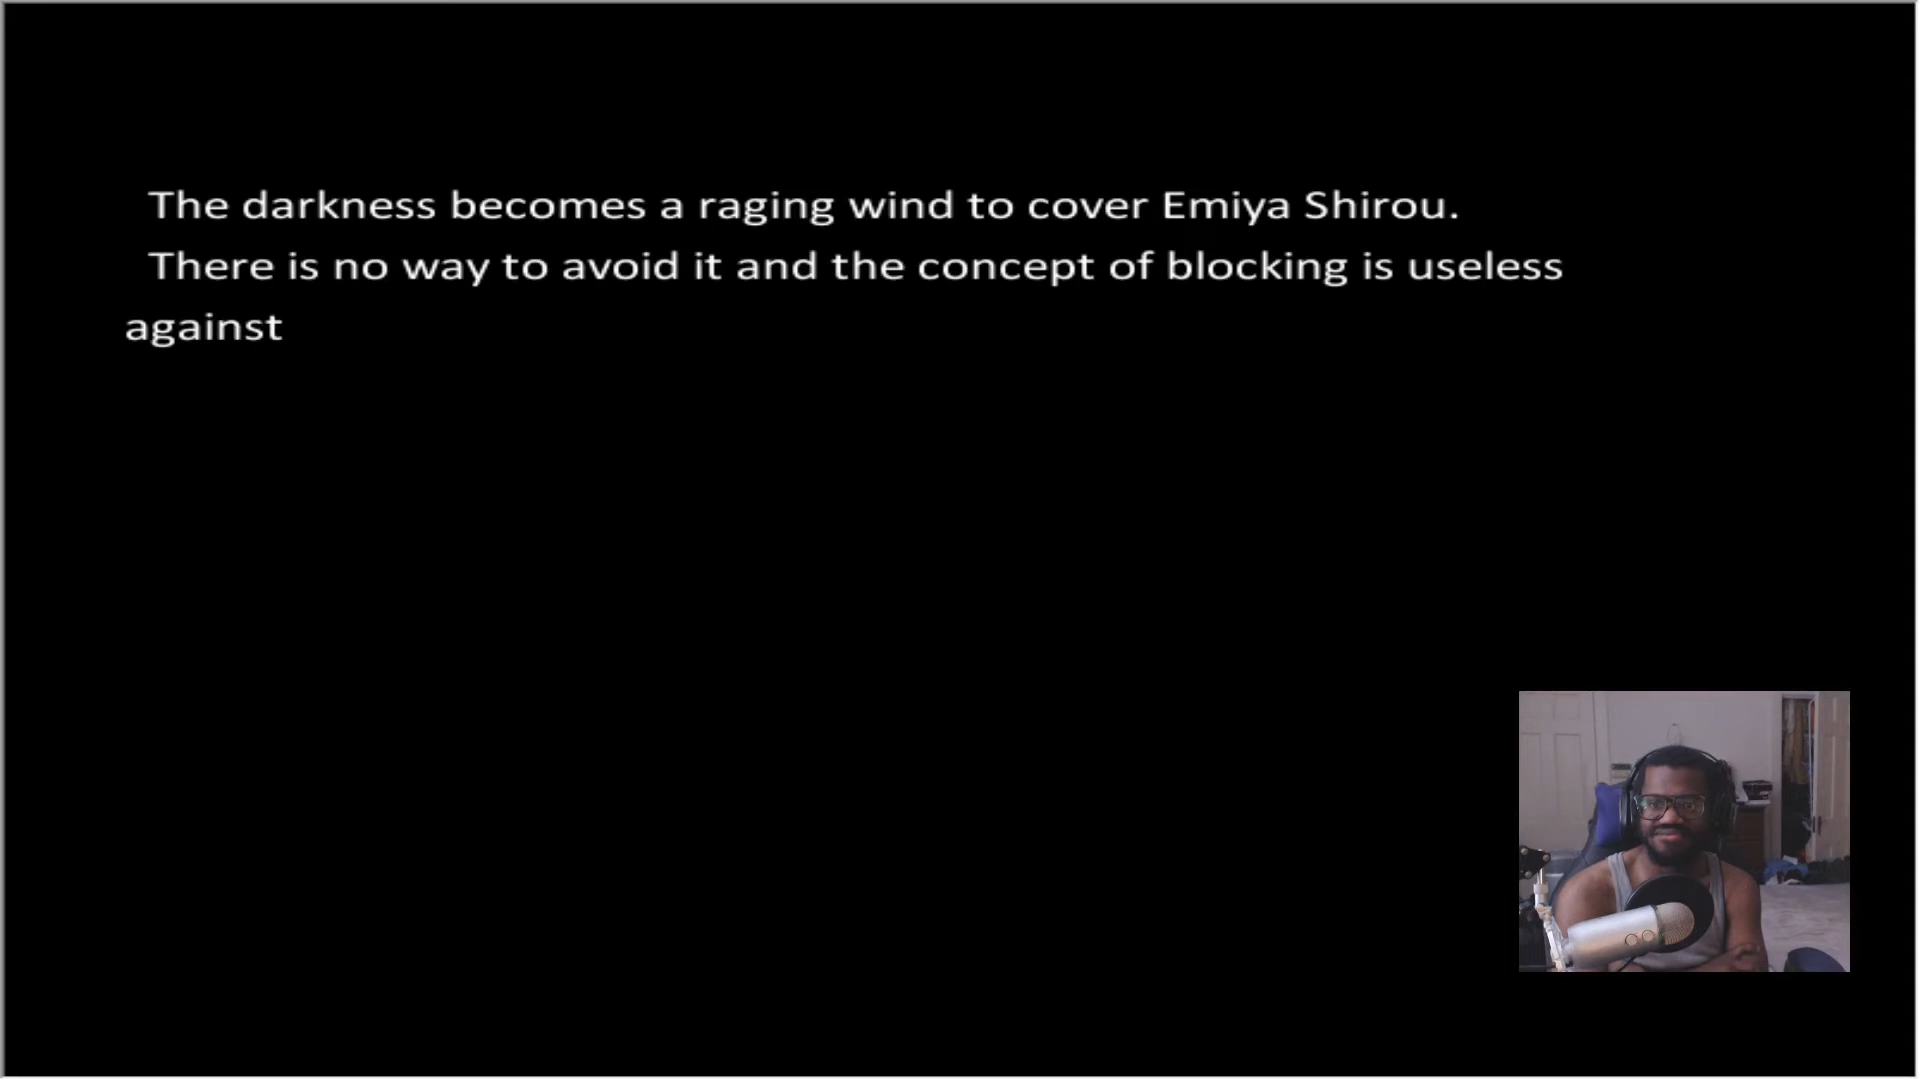 The darkness becomes a raging wind to cover Emiya Shirou.
There is no way to avoid it and the concept of blocking is useless
against